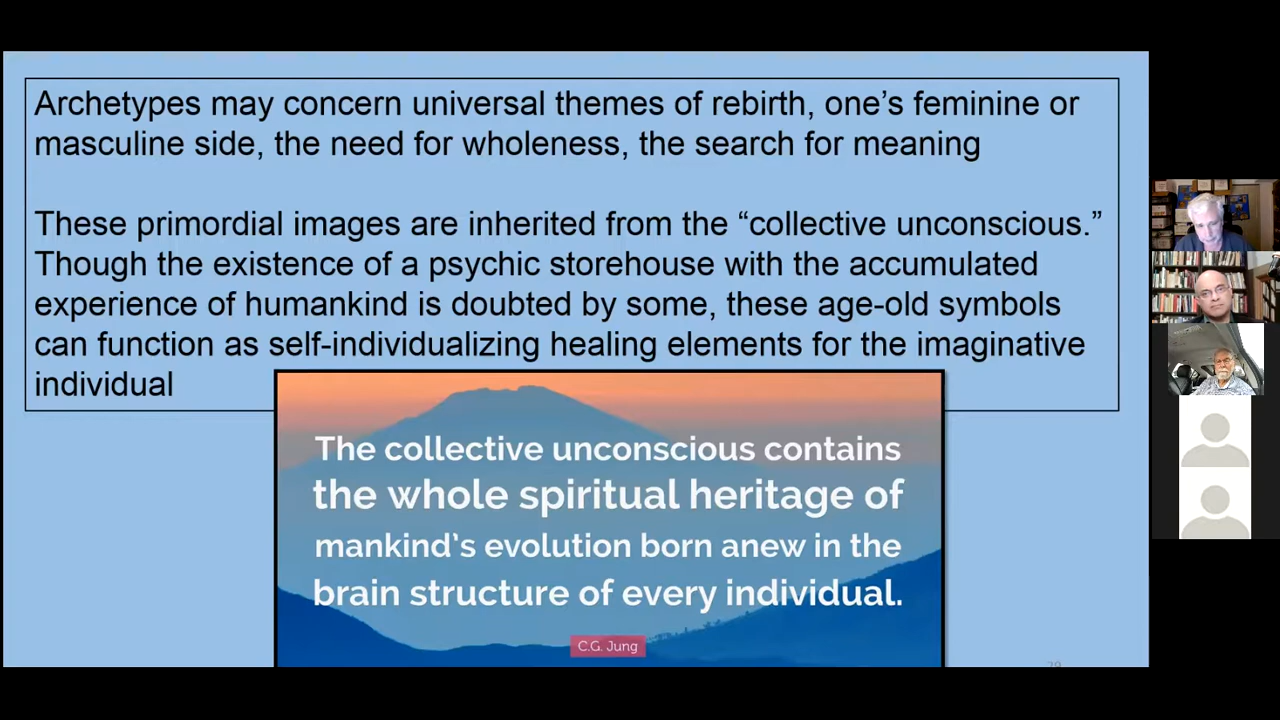 Archetypes may concern universal themes of rebirth, one’s feminine or
masculine side, the need for wholeness, the search for meaning
These primordial images are inherited from the “collective unconscious.”
Though the existence of a psychic storehouse with the accumulated
experience of humankind is doubted by some, these age-old symbols
can function as self-individualizing healing elements for the imaginative
individual
The collective unconscious contains
the whole spiritual heritage of
mankind’s evolution born anew in the
brain structure of every individual.
C.G. Jung